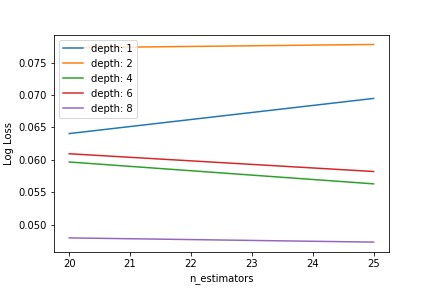 depth: 1
depth: 2
depth: 4
depth: 6
depth: 8
Log Loss
0.075
0.070
0.065
0.060
0.055
0.050
20 21 22 23 24 25
n_estimators